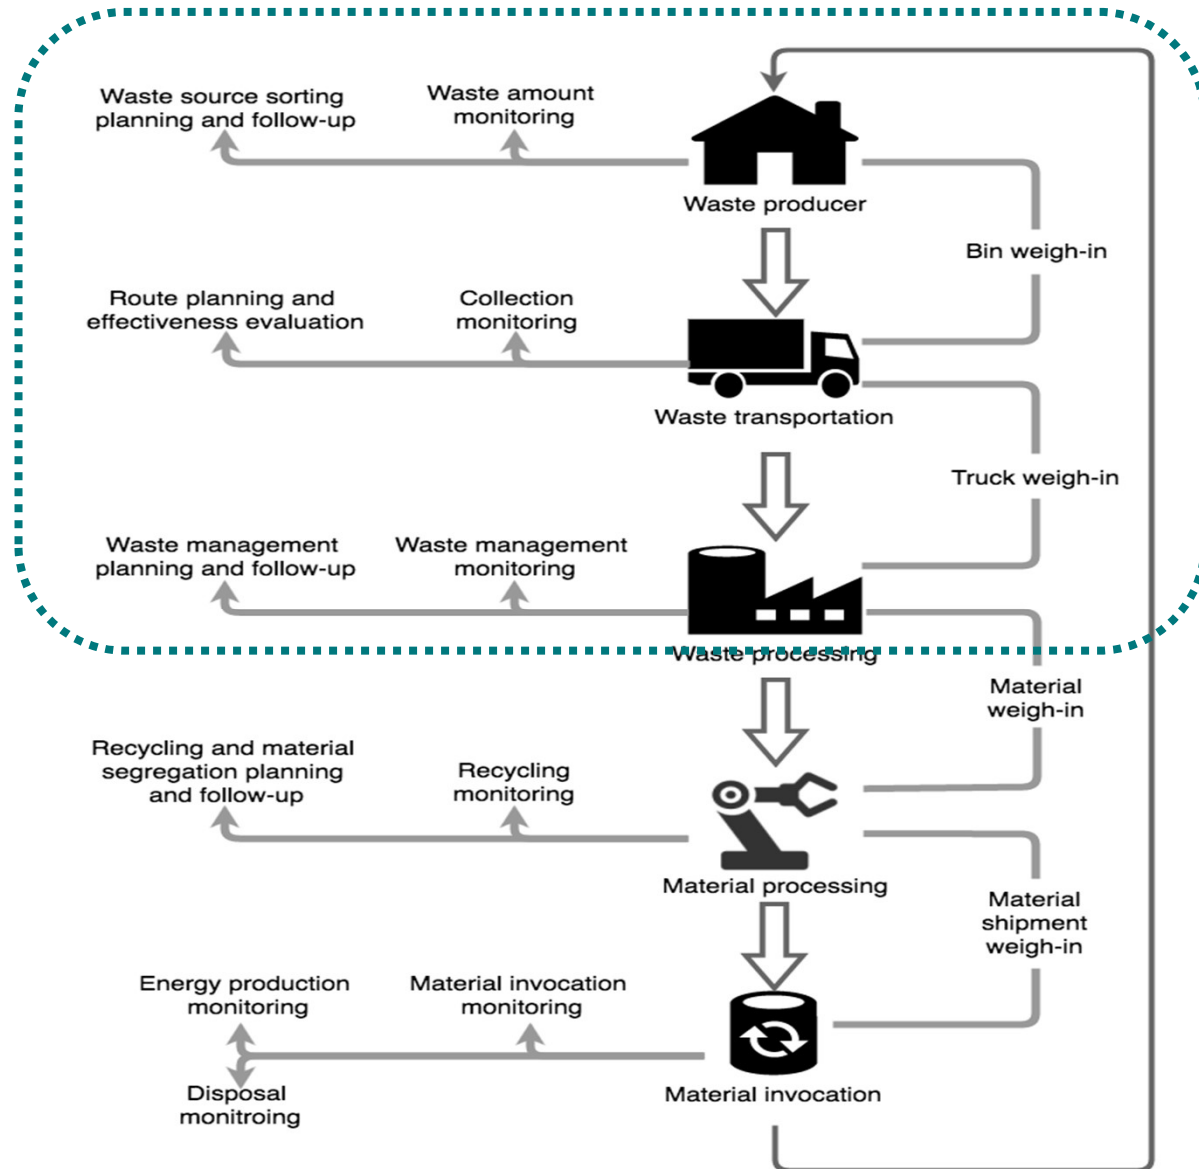 Waste source sorting
planning and follow-up
Waste amount
monitoring
Waste producer
Bin weigh-in
Route planning and
effectiveness evaluation
Collection
monitoring
Waste transportation
Truck weigh-in
Waste management
planning and follow-up
Waste management
monitoring
Waste processing
Material
weigh-in
Recycling and material
segregation planning
and follow-up
Recycling
monitoring
Material processing
Material
shipment
weigh-in
Energy production
monitoring
Material invocation
monitoring
Disposal
monitroing
Material invocation